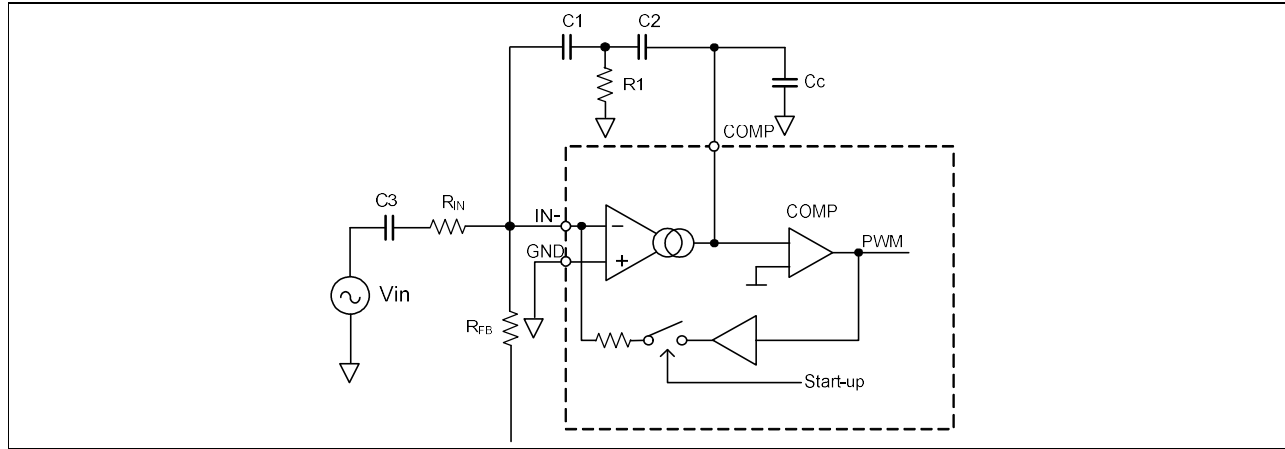 C1
C2
R1
Cc
COMP
C3
RIN
IN-
COMP
GND
PWM
Vin
RFB
Start-up